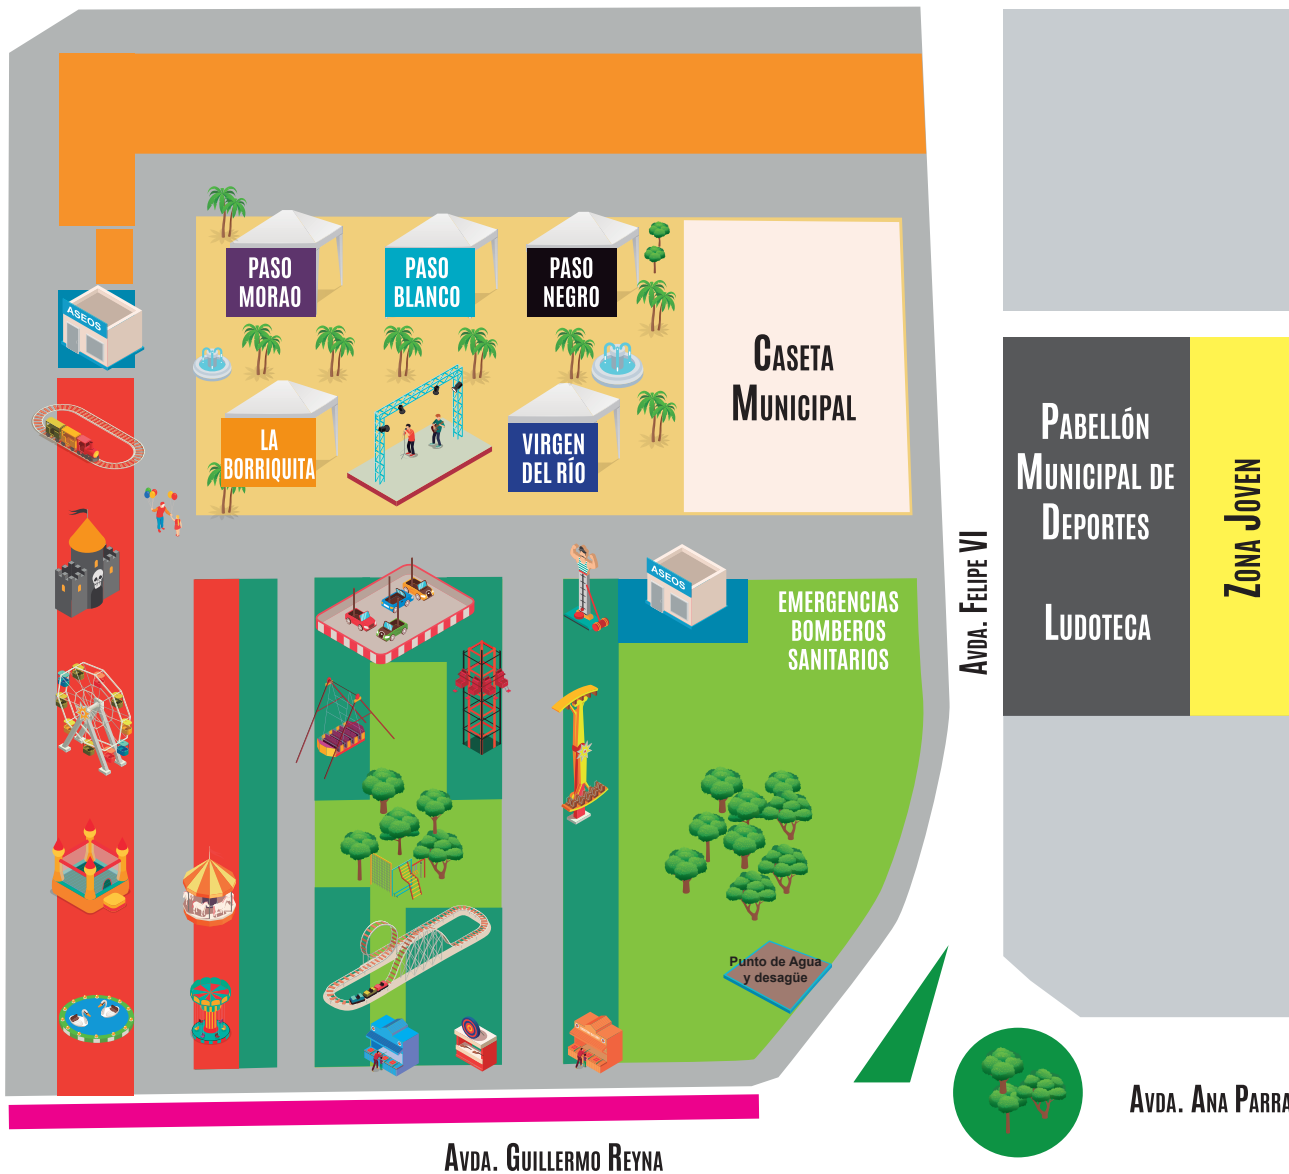 PASO
MORAO
PASO
BLANCO
PASO
NEGRO
ASEOS
CASETA
MUNICIPAL
LA
BORRIQUITA
VIRGEN
DEL RÍO
PABELLÓN
MUNICIPAL DE
DEPORTES
LUDOTECA
ZONA JOVEN
AVDA. FELIPE VI
ASEOS
EMERGENCIAS
BOMBEROS
SANITARIOS
Punto de Agua
y desagüe
AVDA. ANA PARRA
AVDA. GUILLERMO REYNA